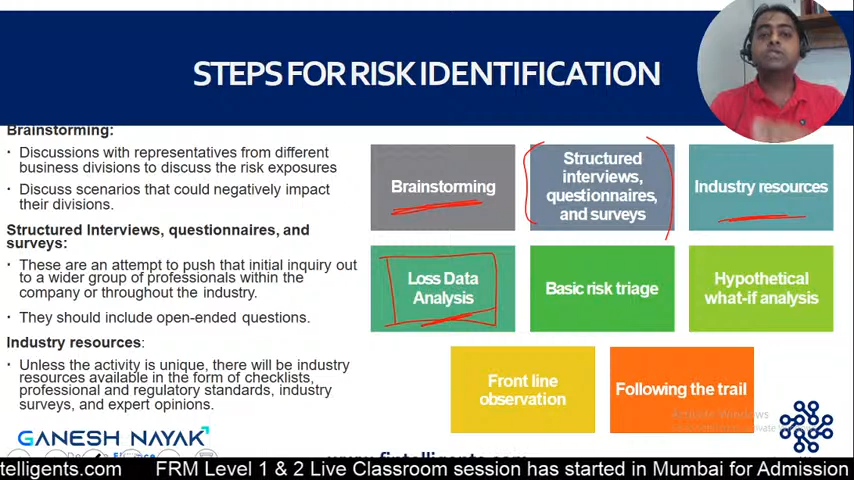 STEPS FOR RISK IDENTIFICATION
Brainstorming:
· Discussions with representatives from different
business divisions to discuss the risk exposures
· Discuss scenarios that could negatively impact
their divisions.
Structured Interviews, questionnaires, and
surveys:
· These are an attempt to push that initial inquiry out
to a wider group of professionals within the
company or throughout the industry.
· They should include open-ended questions.
Industry resources:
· Unless the activity is unique, there will be industry
resources available in the form of checklists,
professional and regulatory standards, industry
surveys, and expert opinions.
Brainstorming
Structured
interviews,
questionnaires,
and surveys
Industry resources
Loss Data
Analysis
Basic risk triage
Hypothetical
what-if analysis
Front line
observation
Following the trail
Activate Windows
GANESH NAYAK
telligents.com FRM Level 1 & 2 Live Classroom session has started in Mumbai for Admission